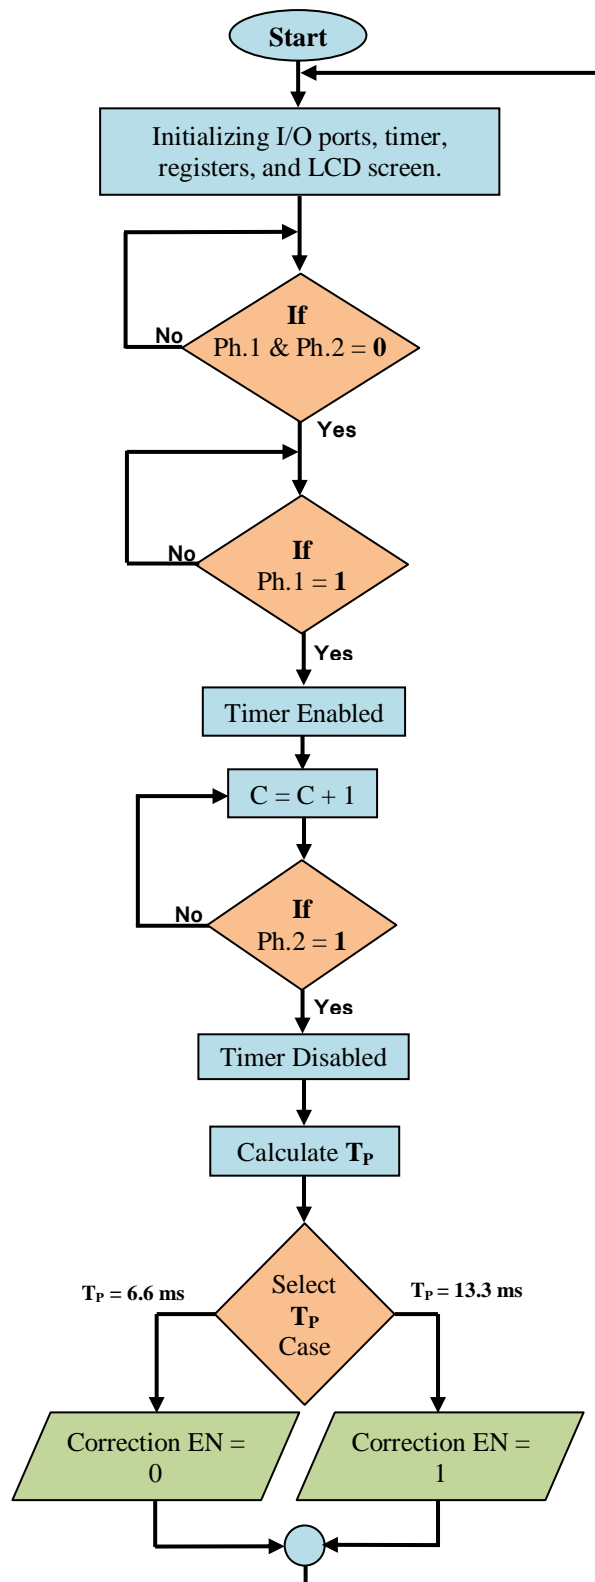 Start
Initializing I/O ports, timer,
registers, and LCD screen.
If
Ph.1 & Ph.2 = 0
No
Yes
If
Ph.1 = 1
No
Yes
Timer Enabled
C = C + 1
If
Ph.2 = 1
No
Yes
Timer Disabled
Calculate TP
Select
TP
Case
TP = 6.6 ms
TP = 13.3 ms
Correction EN =
0
Correction EN =
1